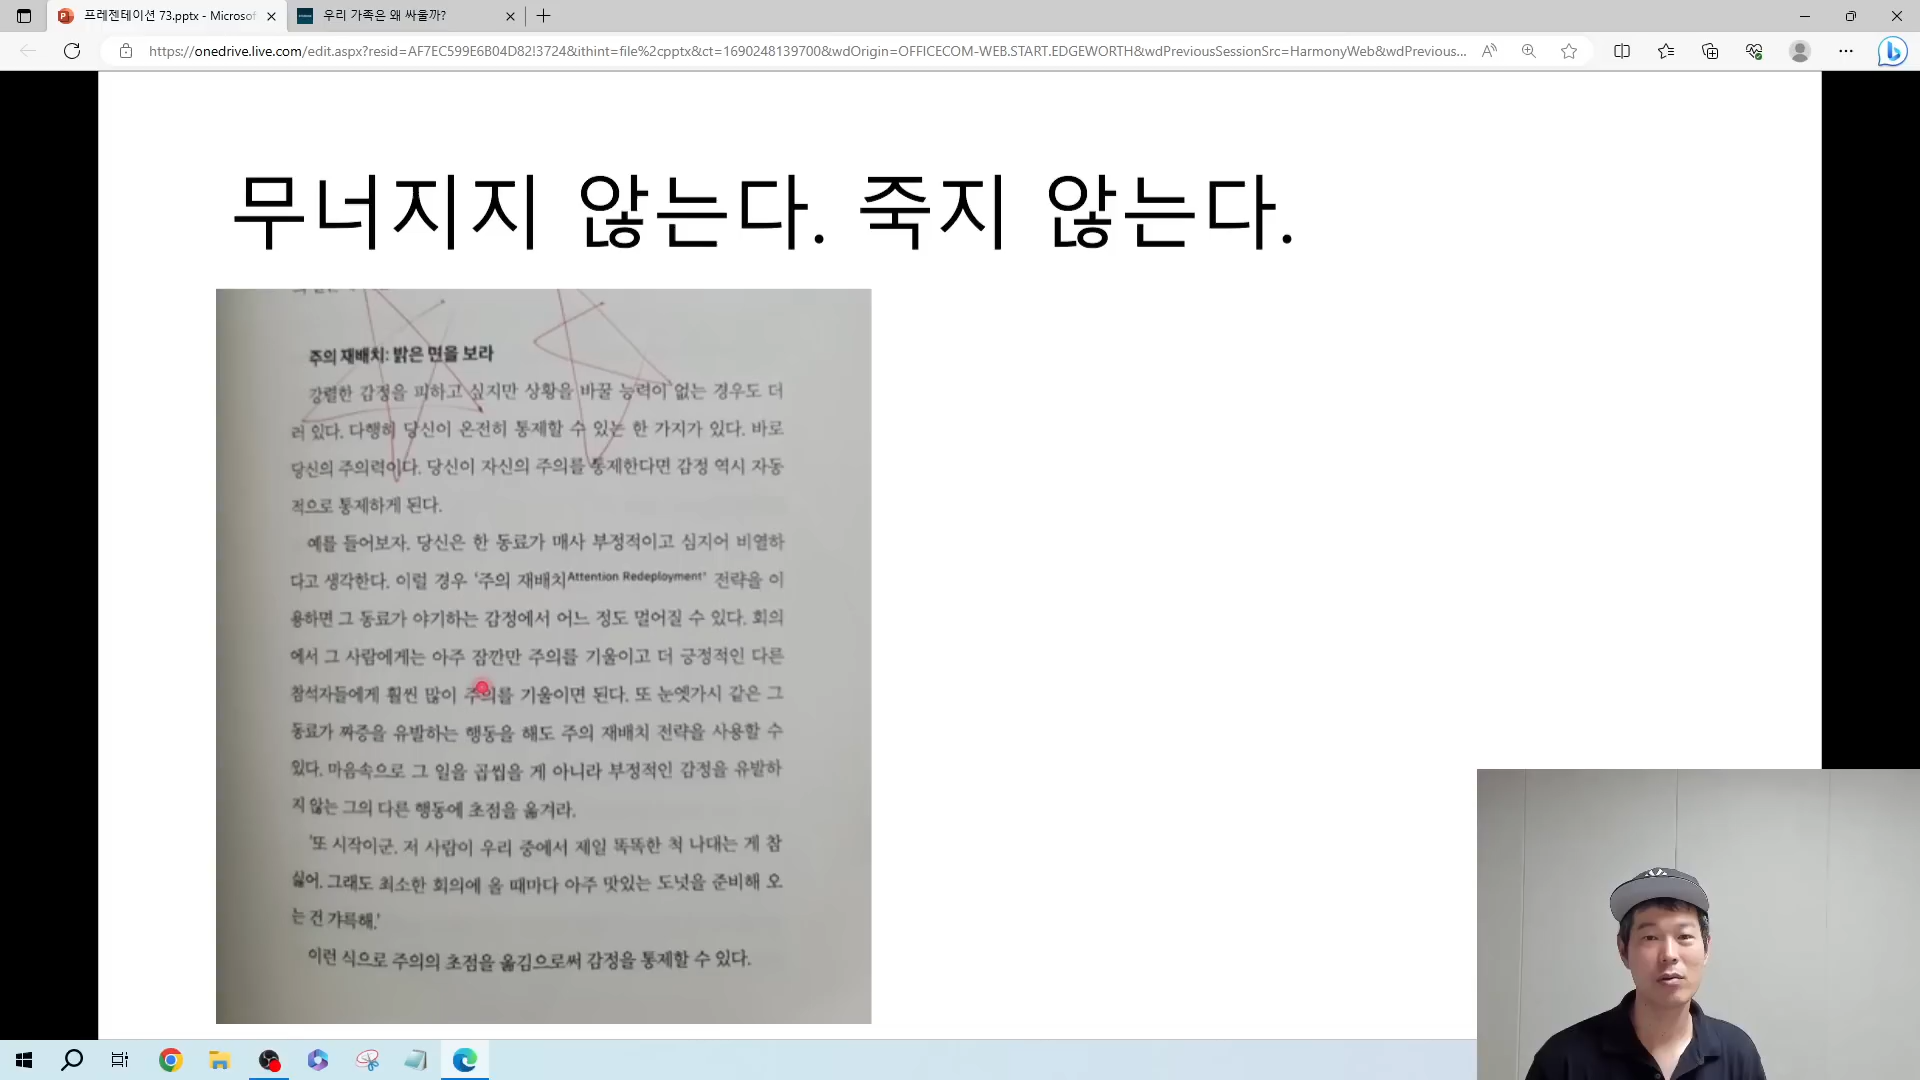 프레젠테이션 73.pptx - Microsof
우리 가족은 왜 싸울까?
https://onedrive.live.com/edit.aspx?resid=AF7EC599E6B04D82!3724&ithint=file%2cpptx&ct=1690248139700&wdOrigin=OFFICECOM-WEB.START.EDGEWORTH&wdPreviousSessionSrc=HarmonyWeb&wdPrevious...
무너지지 않는다. 죽지 않는다.
주의 재배치: 밝은 면을 보라
강렬한 감정을 피하고 싶지만 상황을 바꿀 능력이 없는 경우도 더
러 있다. 다행히 당신이 온전히 통제할 수 있는 한 가지가 있다. 바로
당신의 주의력이다. 당신이 자신의 주의를 통제한다면 감정 역시 자동
적으로 통제하게 된다.
예를 들어보자. 당신은 한 동료가 매사 부정적이고 심지어 비열하
다고 생각한다. 이럴 경우 '주의 재배치Attention Redeployment' 전략을 이
용하면 그 동료가 야기하는 감정에서 어느 정도 멀어질 수 있다. 회의
에서 그 사람에게는 아주 잠깐만 주의를 기울이고 더 긍정적인 다른
참석자들에게 훨씬 많이 주의를 기울이면 된다. 또 눈엣가시 같은 그
동료가 짜증을 유발하는 행동을 해도 주의 재배치 전략을 사용할 수
있다. 마음속으로 그 일을 곱씹을 게 아니라 부정적인 감정을 유발하
지 않는 그의 다른 행동에 초점을 옮겨라.
'또 시작이군. 저 사람이 우리 중에서 제일 똑똑한 척 나대는 게 참
싫어. 그래도 최소한 회의에 올 때마다 아주 맛있는 도넛을 준비해 오
는 건 갸륵해.'
이런 식으로 주의의 초점을 옮김으로써 감정을 통제할 수 있다.